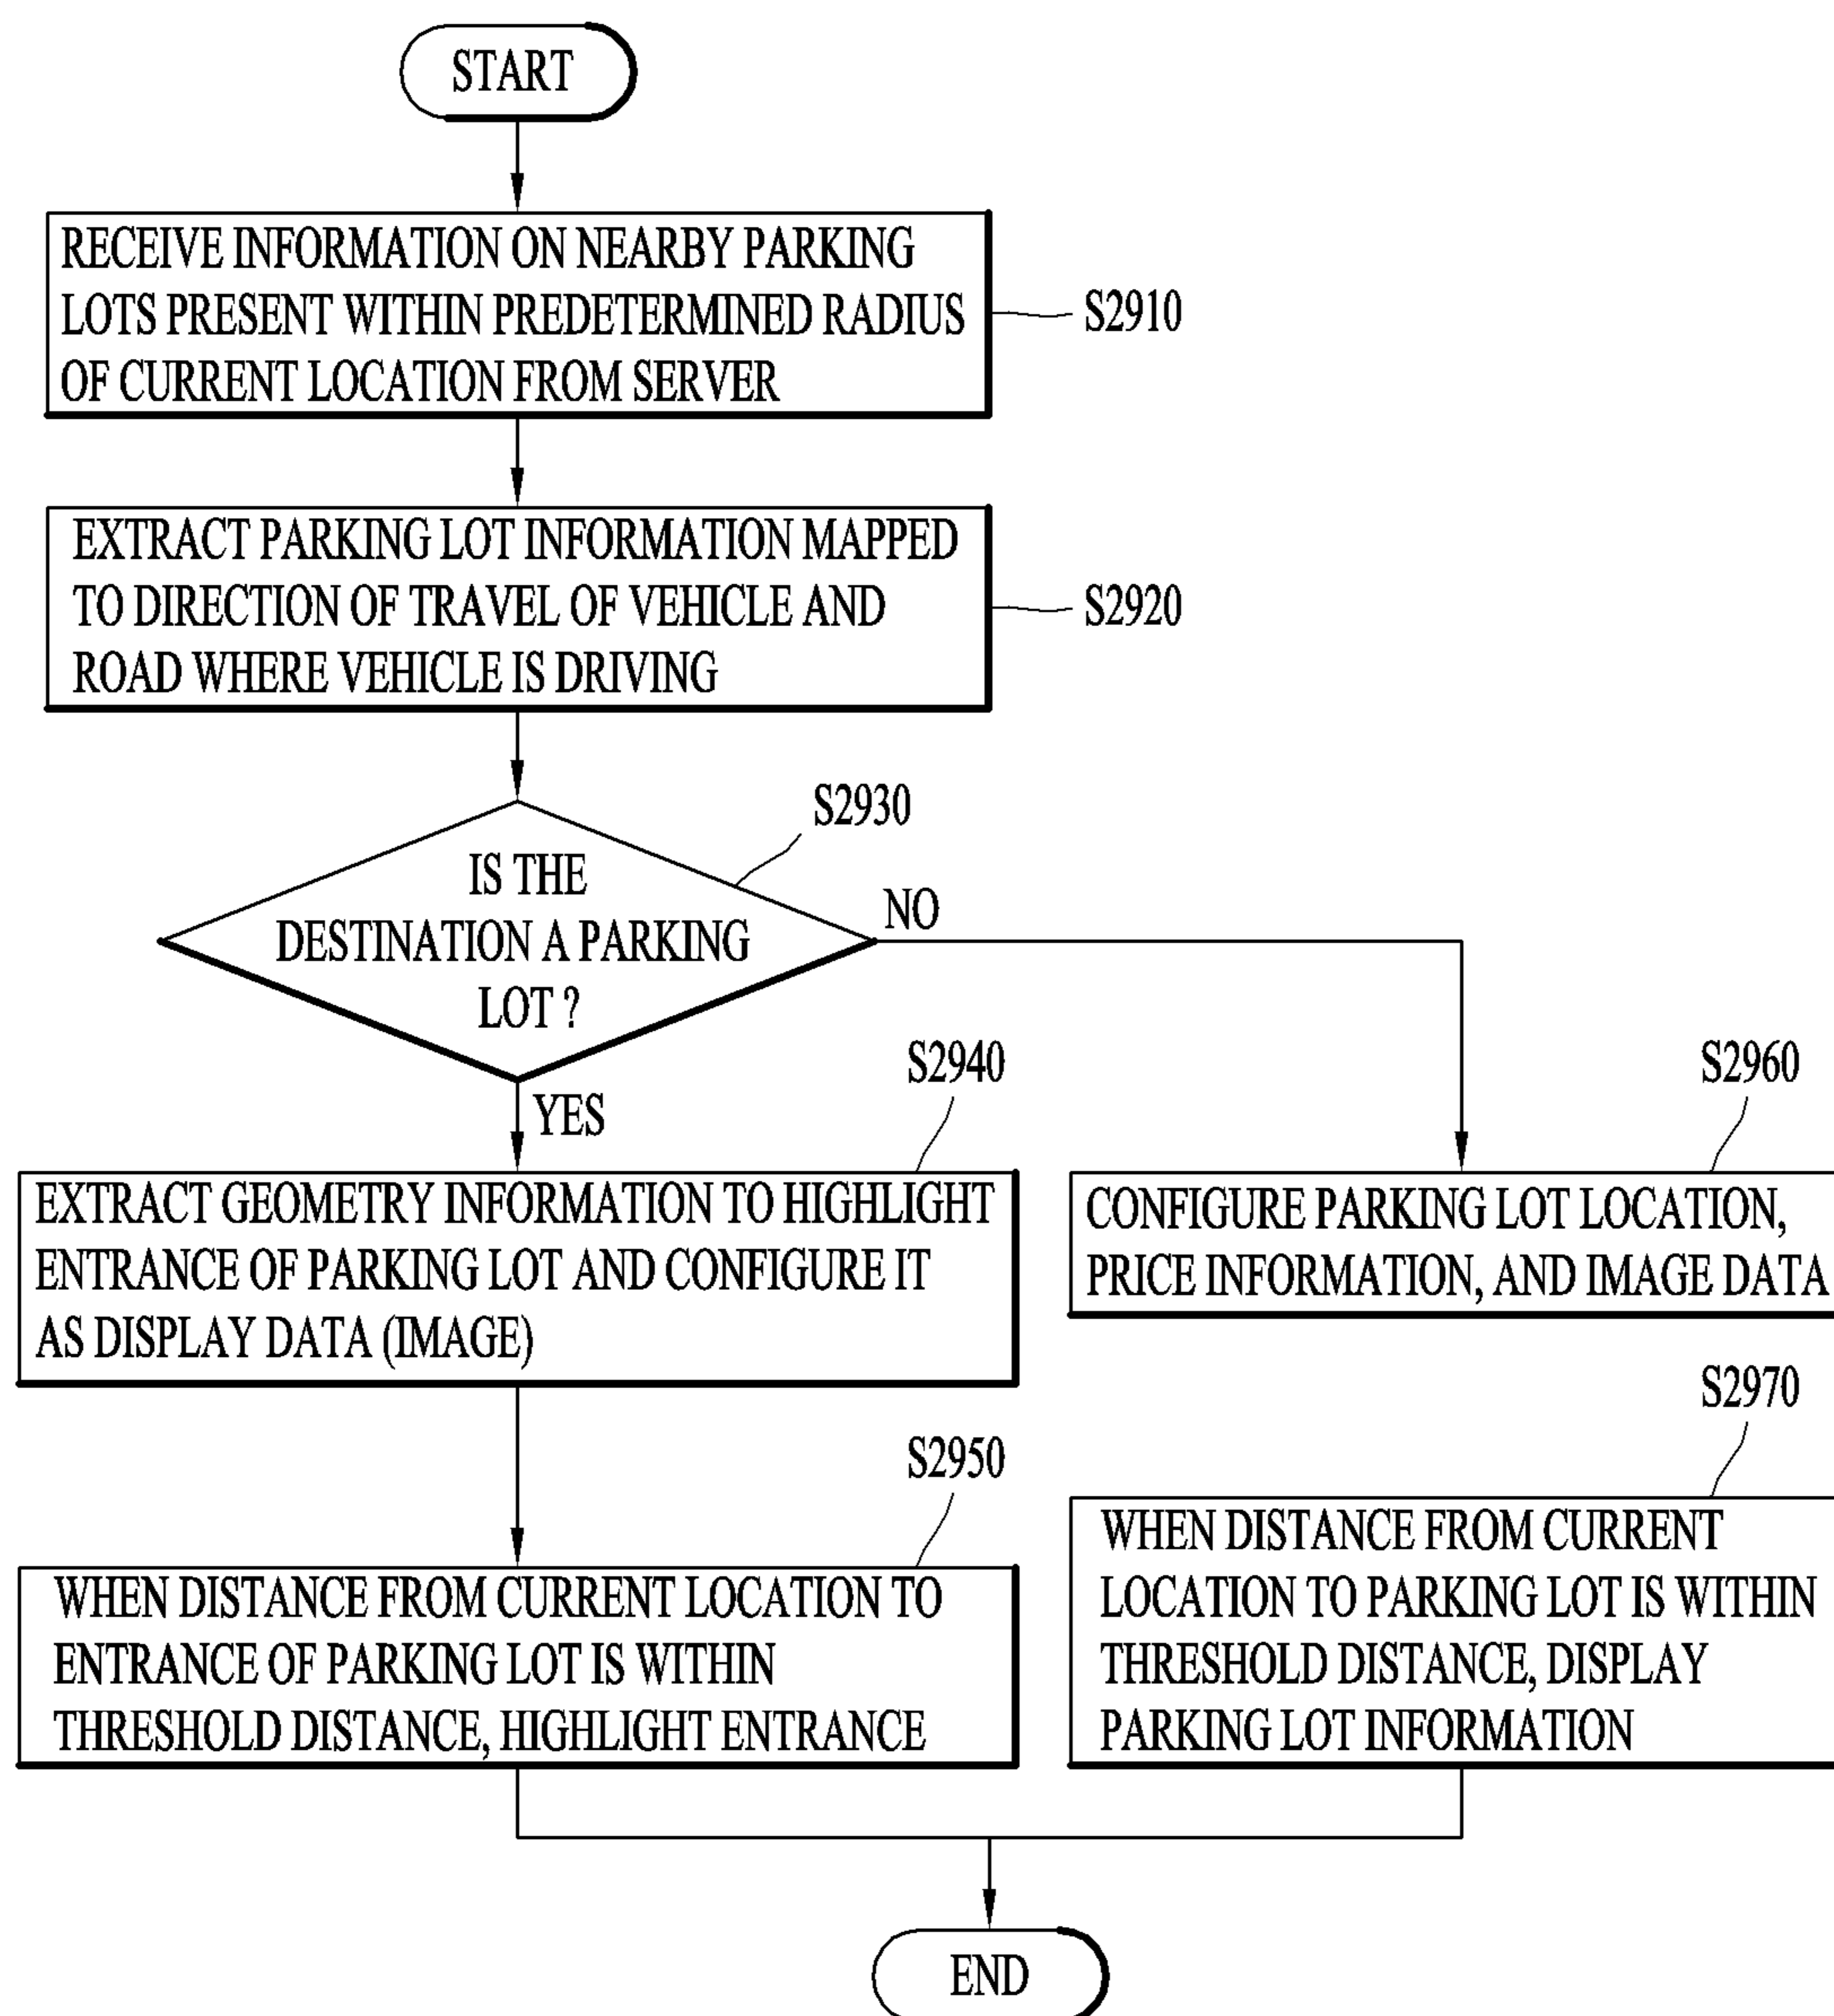 START
RECEIVE INFORMATION ON NEARBY PARKING
LOTS PRESENT WITHIN PREDETERMINED RADIUS
OF CURRENT LOCATION FROM SERVER
S2910
EXTRACT PARKING LOT INFORMATION MAPPED
TO DIRECTION OF TRAVEL OF VEHICLE AND
ROAD WHERE VEHICLE IS DRIVING
S2920
S2930
IS THE
DESTINATION A PARKING
LOT ?
NO
YES
S2940
EXTRACT GEOMETRY INFORMATION TO HIGHLIGHT
ENTRANCE OF PARKING LOT AND CONFIGURE IT
AS DISPLAY DATA (IMAGE)
S2960
CONFIGURE PARKING LOT LOCATION,
PRICE INFORMATION, AND IMAGE DATA
S2950
WHEN DISTANCE FROM CURRENT LOCATION TO
ENTRANCE OF PARKING LOT IS WITHIN
THRESHOLD DISTANCE, HIGHLIGHT ENTRANCE
S2970
WHEN DISTANCE FROM CURRENT
LOCATION TO PARKING LOT IS WITHIN
THRESHOLD DISTANCE, DISPLAY
PARKING LOT INFORMATION
END